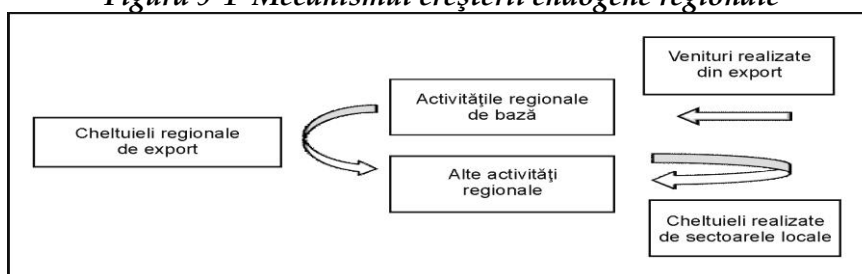 Figura 5-1 Mecanismul creşterii endogene regionale
Venituri realizate
din export
Activităţile regionale
de bază
Cheltuieli regionale
de export
Alte activităţi
regionale
Cheltuieli realizate
de sectoarele locale